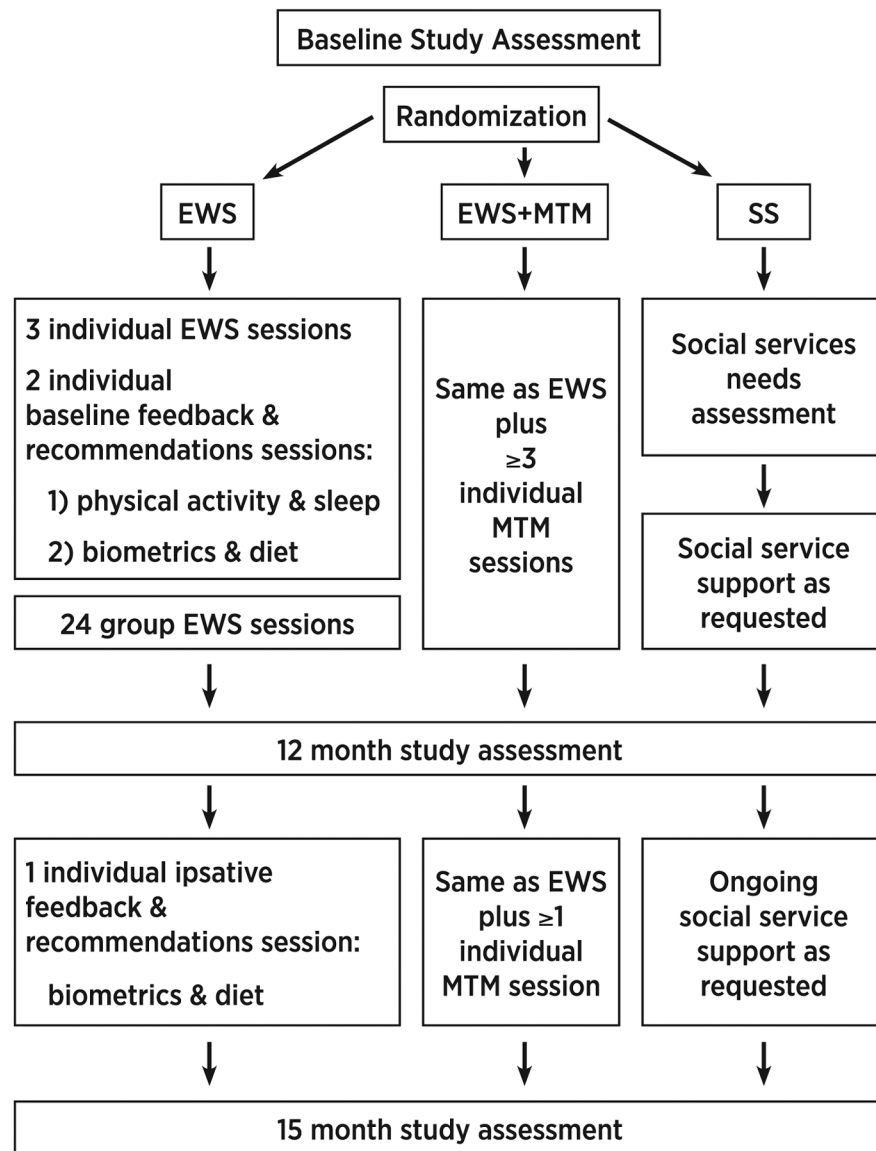 Baseline Study Assessment
Randomization
EWS
EWS+MTM
SS
3 individual EWS sessions
2 individual
baseline feedback &
recommendations sessions:
1) physical activity & sleep
2) biometrics & diet
24 group EWS sessions
Same as EWS
plus
≥3
individual
MTM
sessions
Social services
needs
assessment
Social service
support as
requested
12 month study assessment
1 individual ipsative
feedback &
recommendations session:
biometrics & diet
Same as EWS
plus ≥1
individual
MTM session
Ongoing
social service
support as
requested
15 month study assessment